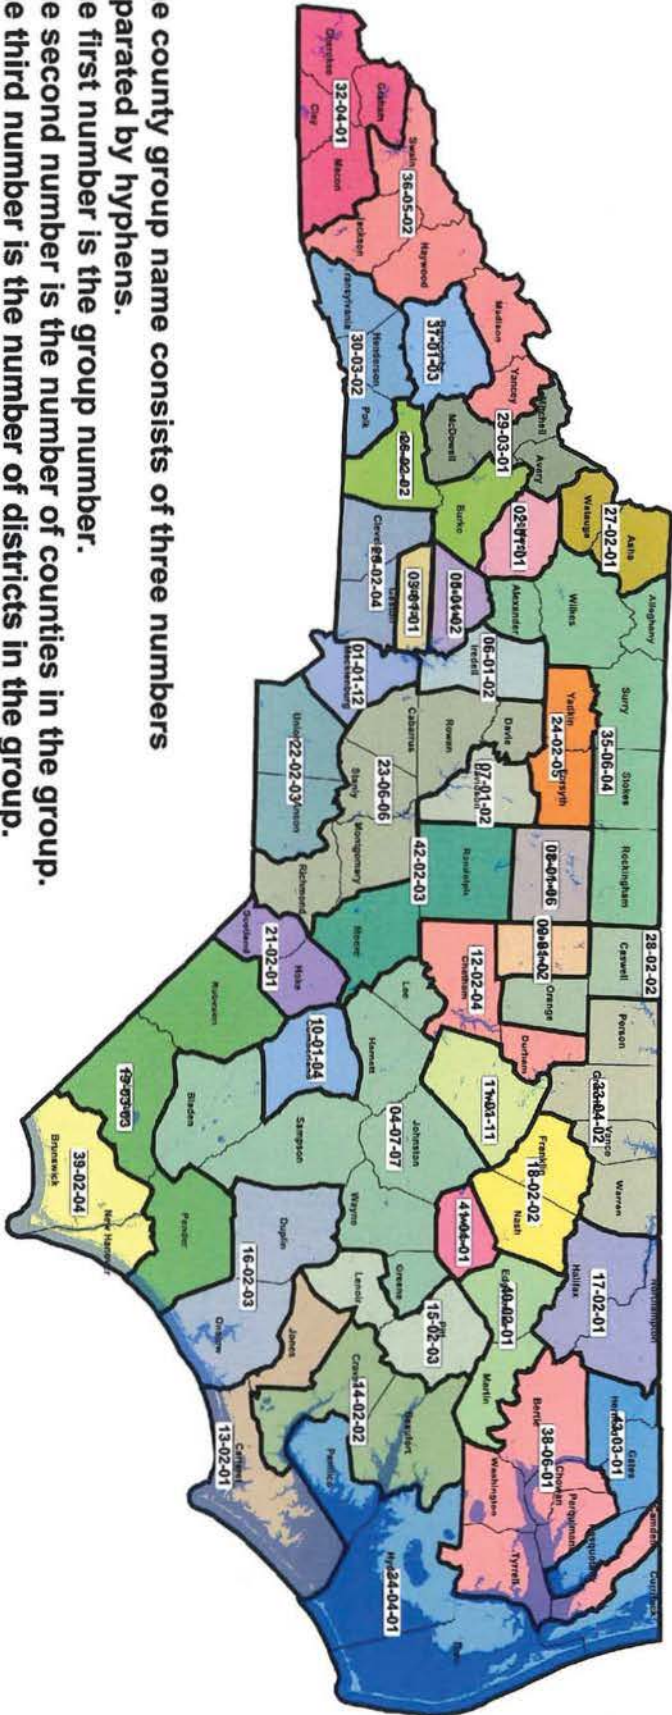 e county group name consists of three numbers
parated by hyphens.
e first number is the group number.
e second number is the number of counties in the group.
e third number is the number of districts in the group.
Cherokee
Graham
32-04-01
Clay
Macon
Swain
36-05-02
Jackson
Haywood
Madison
Yancey
37-01-03
Transylvania
Henderson
30-03-02
Polk
Mitchell
Avery
29-03-01
McDowell
Burke
Watauga
Ashe
27-02-01
Alleghany
Wilkes
Alexander
Surry
Stokes
35-06-04
Rockingham
Yadkin
24-02-05
Forsyth
Iredell
06-01-02
Davie
Rowan
07-01-02
Cabarrus
23-06-06
Stanly
Montgomery
Richmond
01-01-12
Mecklenburg
Union
22-02-03
Anson
Cleveland
Randolph
42-02-03
Moore
28-02-02
Caswell
Orange
12-02-04
Chatham
Durham
Person
Vance
Warren
Franklin
18-02-02
Nash
Lee
Harnett
04-07-07
Johnston
Wayne
Greene
Sampson
Bladen
Scotland
21-02-01
Hoke
10-01-04
Robeson
Pender
Brunswick
39-02-04
New Hanover
Duplin
16-02-03
Onslow
Lenoir
Jones
Pitt
15-02-03
Halifax
17-02-01
Northampton
Martin
Craven
14-02-02
Beaufort
Pamlico
Carteret
13-02-01
Bertie
38-06-01
Chowan
Perquimans
Washington
Tyrrell
Gates
Pasquotank
Camden
Currituck
Hyde
Dare